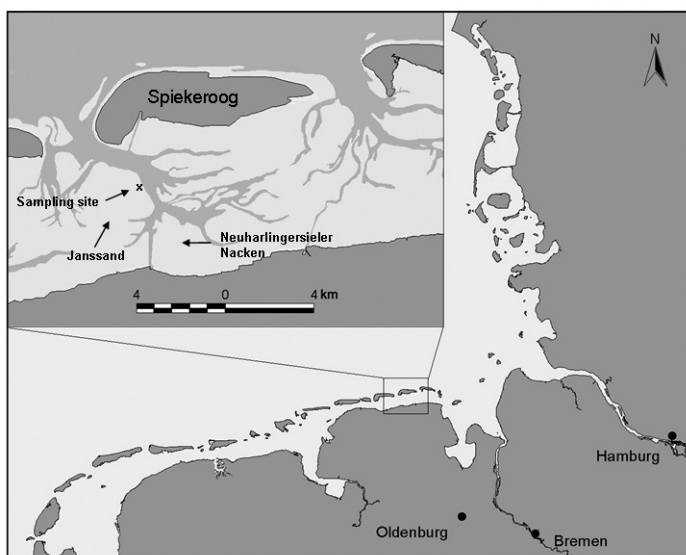 N
Spiekeroog
Sampling site
x
Janssand
Neuharlingersieler
Nacken
4 0 4 km
Hamburg
Oldenburg
Bremen